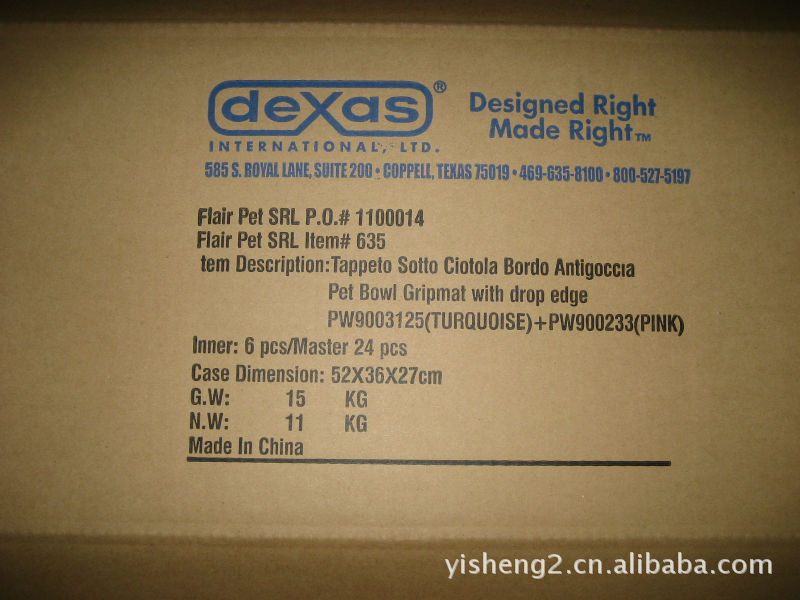 dexas®
INTERNATIONAL, LTD.
Designed Right
Made Right™
585 S. ROYAL LANE, SUITE 200 • COPPELL, TEXAS 75019 • 469-635-8100 • 800-527-5197
Flair Pet SRL P.O.# 1100014
Flair Pet SRL Item# 635
tem Description:Tappeto Sotto Ciotola Bordo Antigoccia
Pet Bowl Gripmat with drop edge
PW9003125(TURQUOISE)+PW900233(PINK)
Inner: 6 pcs/Master 24 pcs
Case Dimension: 52X36X27cm
G.W: 15 KG
N.W: 11 KG
Made In China
yisheng2.cn.alibaba.com